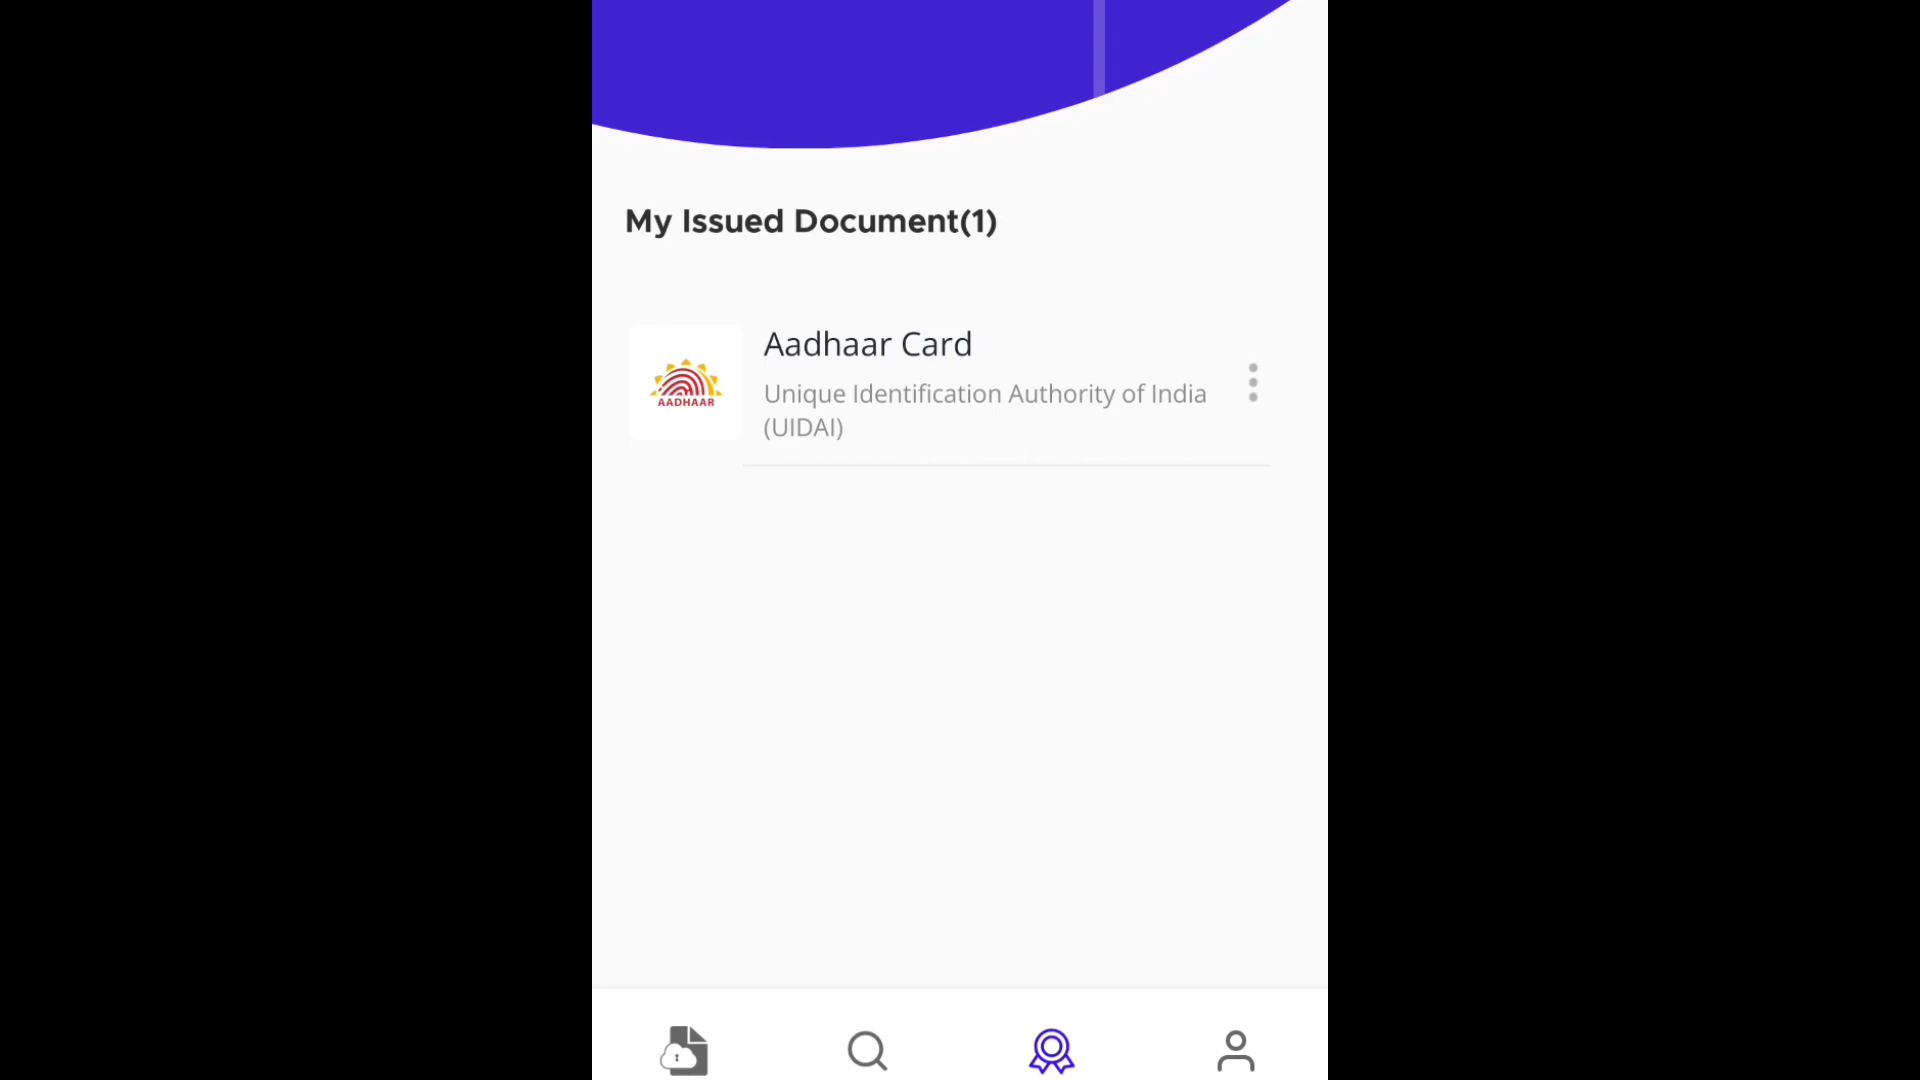 My Issued Document(1)
Aadhaar Card
Unique Identification Authority of India
(UIDAI)
AADHAAR